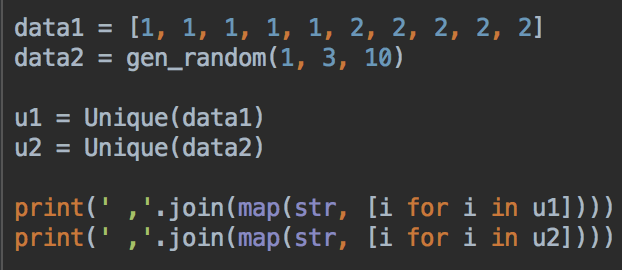 data1 = [1, 1, 1, 1, 1, 2, 2, 2, 2, 2]
data2 = gen_random(1, 3, 10)
u1 = Unique(data1)
u2 = Unique(data2)
print(' ,'.join(map(str, [i for i in u1])))
print(' ,'.join(map(str, [i for i in u2])))